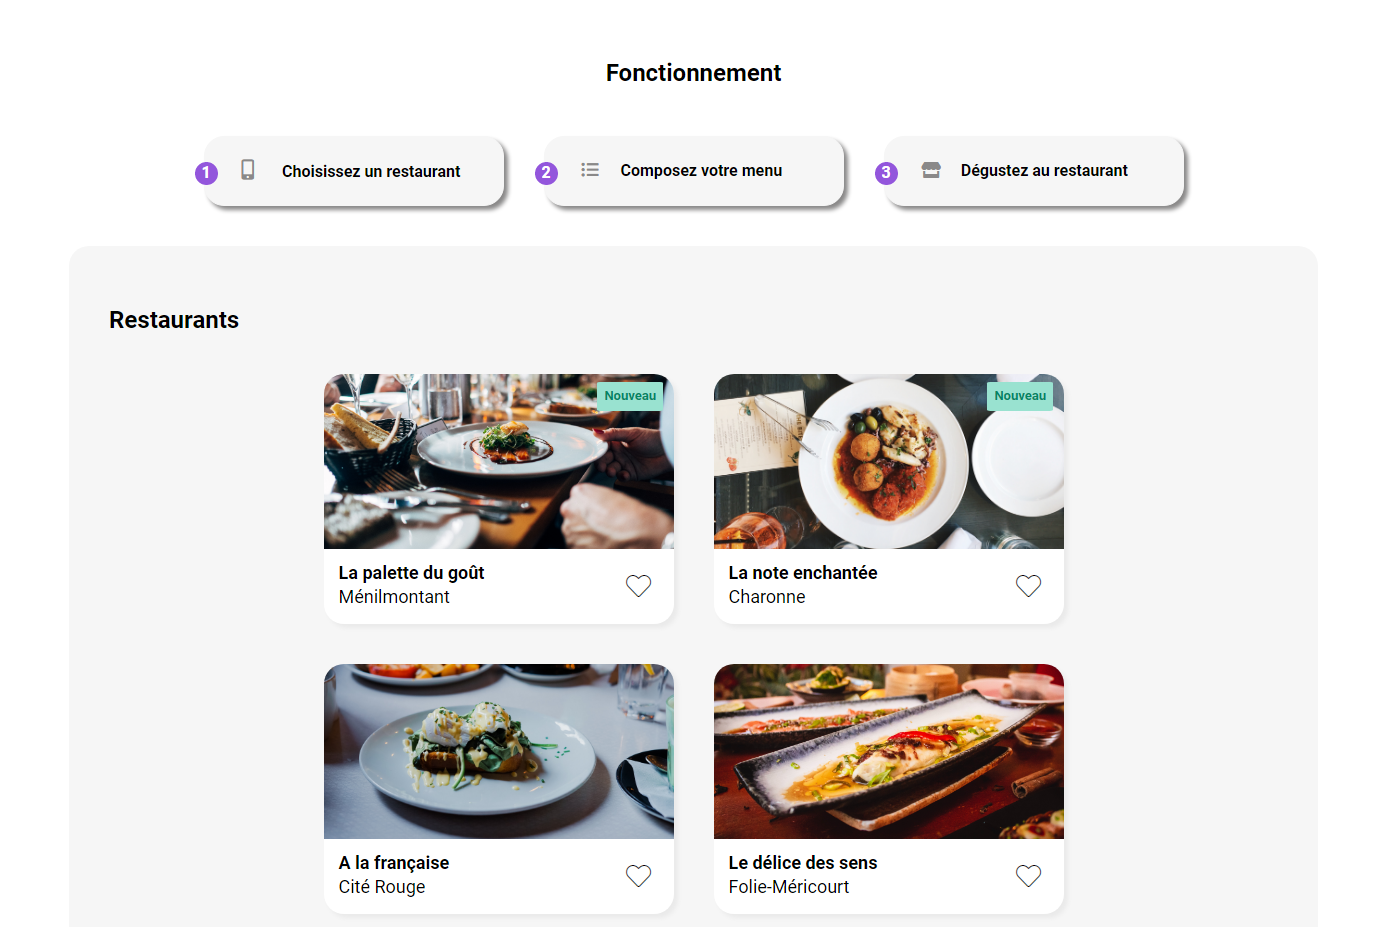 Fonctionnement
1 Choisissez un restaurant
2 Composez votre menu
3 Dégustez au restaurant
Restaurants
Nouveau
Nouveau
La palette du goût
Ménilmontant
La note enchantée
Charonne
A la française
Cité Rouge
Le délice des sens
Folie-Méricourt